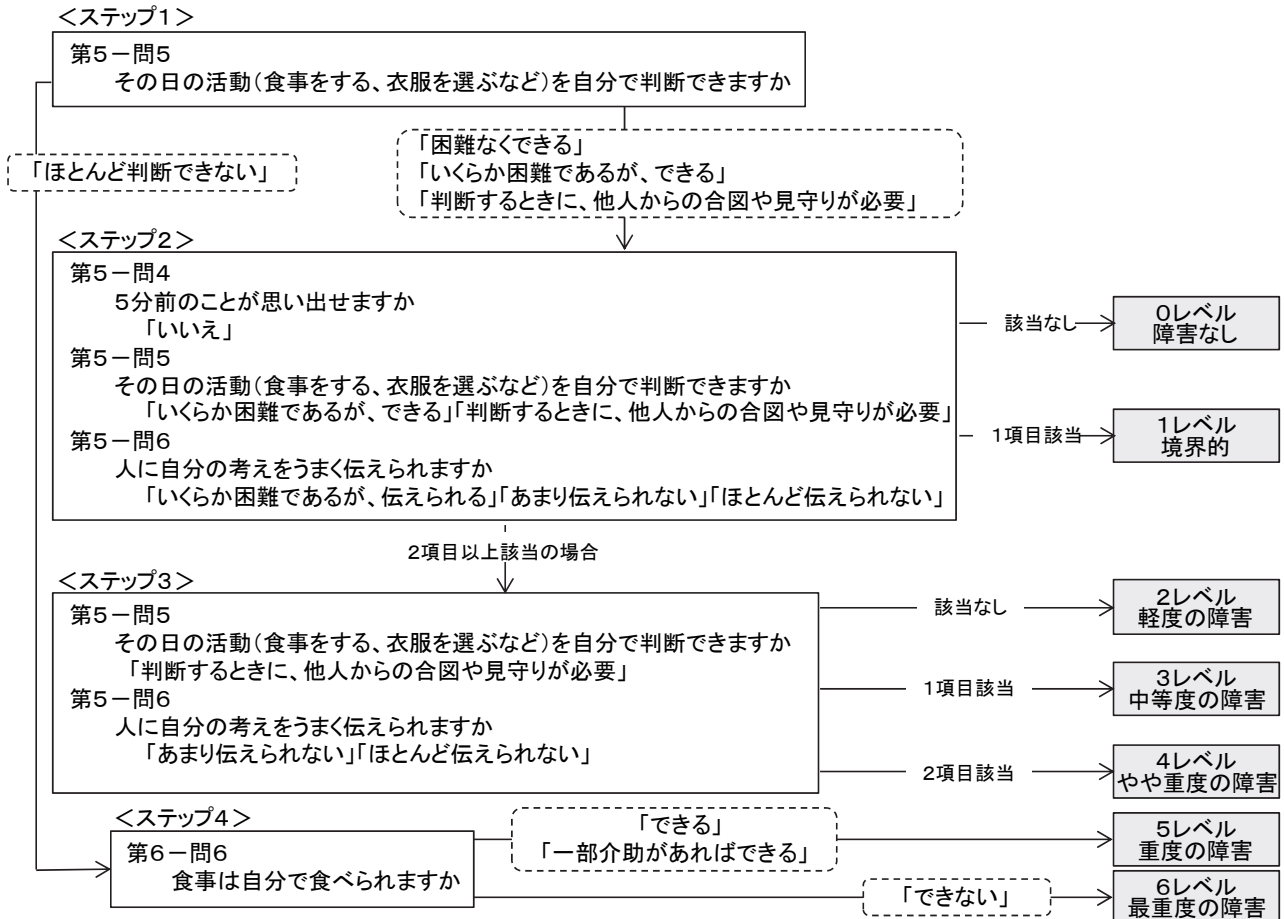 ＜ステップ１＞
第５－問５
その日の活動（食事をする、衣服を選ぶなど）を自分で判断できますか
「ほとんど判断できない」
「困難なくできる」
「いくらか困難であるが、できる」
「判断するときに、他人からの合図や見守りが必要」
＜ステップ２＞
第５－問４
５分前のことが思い出せますか
「いいえ」
第５－問５
その日の活動（食事をする、衣服を選ぶなど）を自分で判断できますか
「いくらか困難であるが、できる」「判断するときに、他人からの合図や見守りが必要」
第５－問６
人に自分の考えをうまく伝えられますか
「いくらか困難であるが、伝えられる」「あまり伝えられない」「ほとんど伝えられない」
該当なし
０レベル
障害なし
１項目該当
１レベル
境界的
２項目以上該当の場合
＜ステップ３＞
第５－問５
その日の活動（食事をする、衣服を選ぶなど）を自分で判断できますか
「判断するときに、他人からの合図や見守りが必要」
第５－問６
人に自分の考えをうまく伝えられますか
「あまり伝えられない」「ほとんど伝えられない」
該当なし
２レベル
軽度の障害
１項目該当
３レベル
中等度の障害
２項目該当
４レベル
やや重度の障害
＜ステップ４＞
第６－問６
食事は自分で食べられますか
「できる」
「一部介助があればできる」
５レベル
重度の障害
「できない」
６レベル
最重度の障害